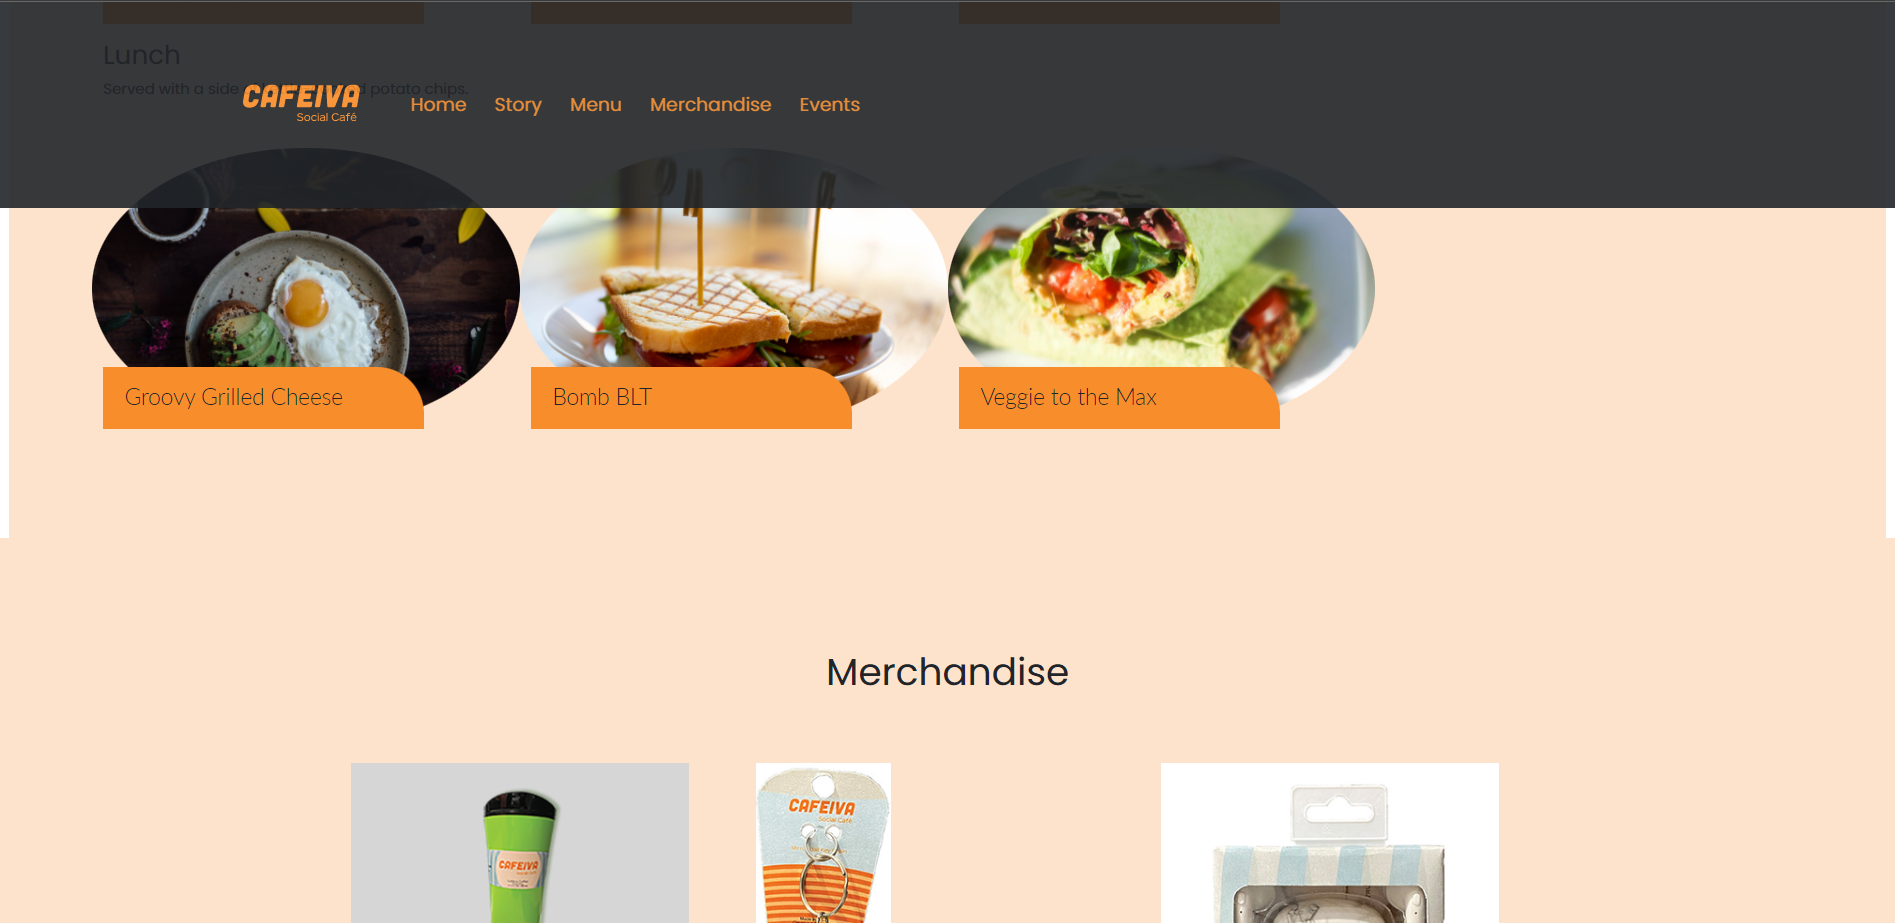 Lunch
Served with a side potato chips.
CAFEIVA
Social Café
Home Story Menu Merchandise Events
Groovy Grilled Cheese
Bomb BLT
Veggie to the Max
Merchandise
CAFEIVA
CAFEIVA
Social Café